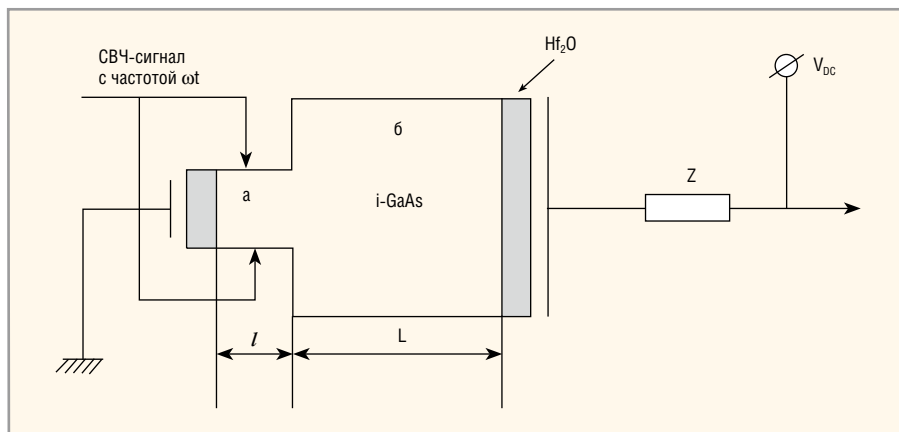 СВЧ-сигнал
с частотой ωt
Hf₂O
V_DC
б
а
i-GaAs
Z
l
L